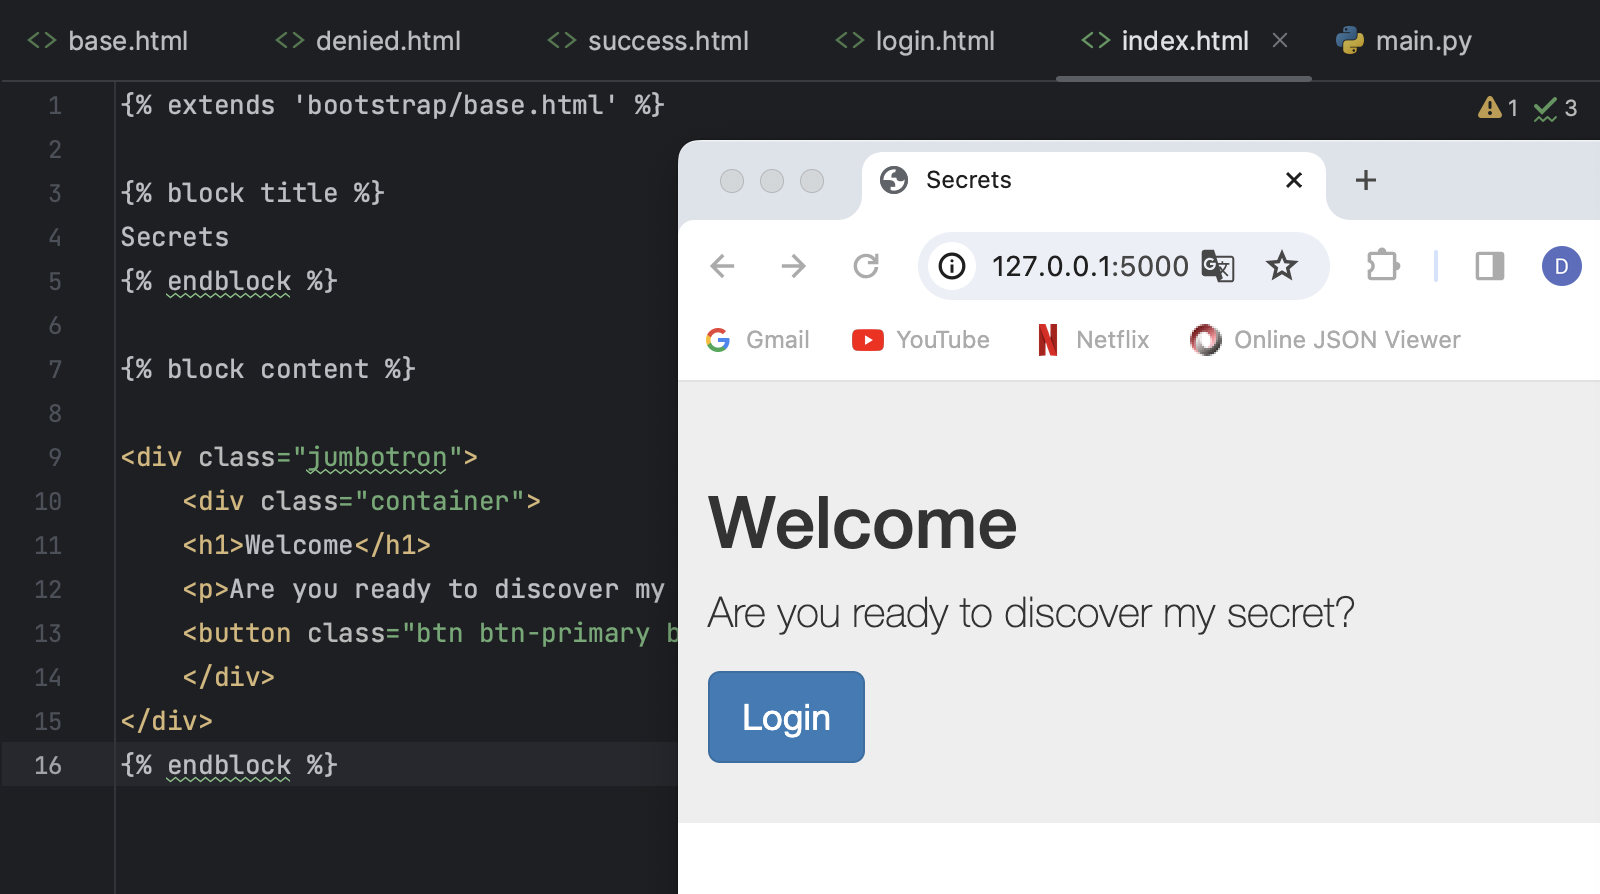 base.html denied.html success.html login.html index.html main.py
1 {% extends 'bootstrap/base.html' %}
1 3
2
3 {% block title %}
4 Secrets
5 {% endblock %}
6
7 {% block content %}
8
9 <div class="jumbotron">
10 <div class="container">
11 <h1>Welcome</h1>
12 <p>Are you ready to discover my
13 <button class="btn btn-primary b
14 </div>
15 </div>
16 {% endblock %}
Secrets
127.0.0.1:5000 D
Gmail YouTube Netflix Online JSON Viewer
Welcome
Are you ready to discover my secret?
Login